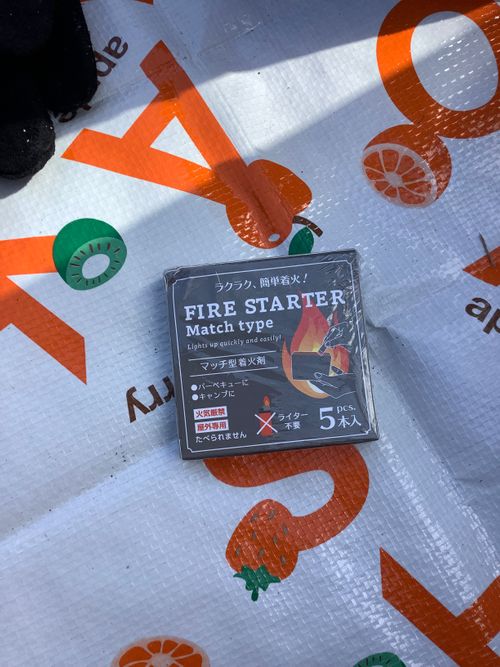 ラクラク、簡単着火！
FIRE STARTER
Match type
Lights up quickly and easily!
マッチ型着火剤
●バーベキューに
●キャンプに
火気厳禁
屋外専用
たべられません
ライター
不要
5 pcs.
本入